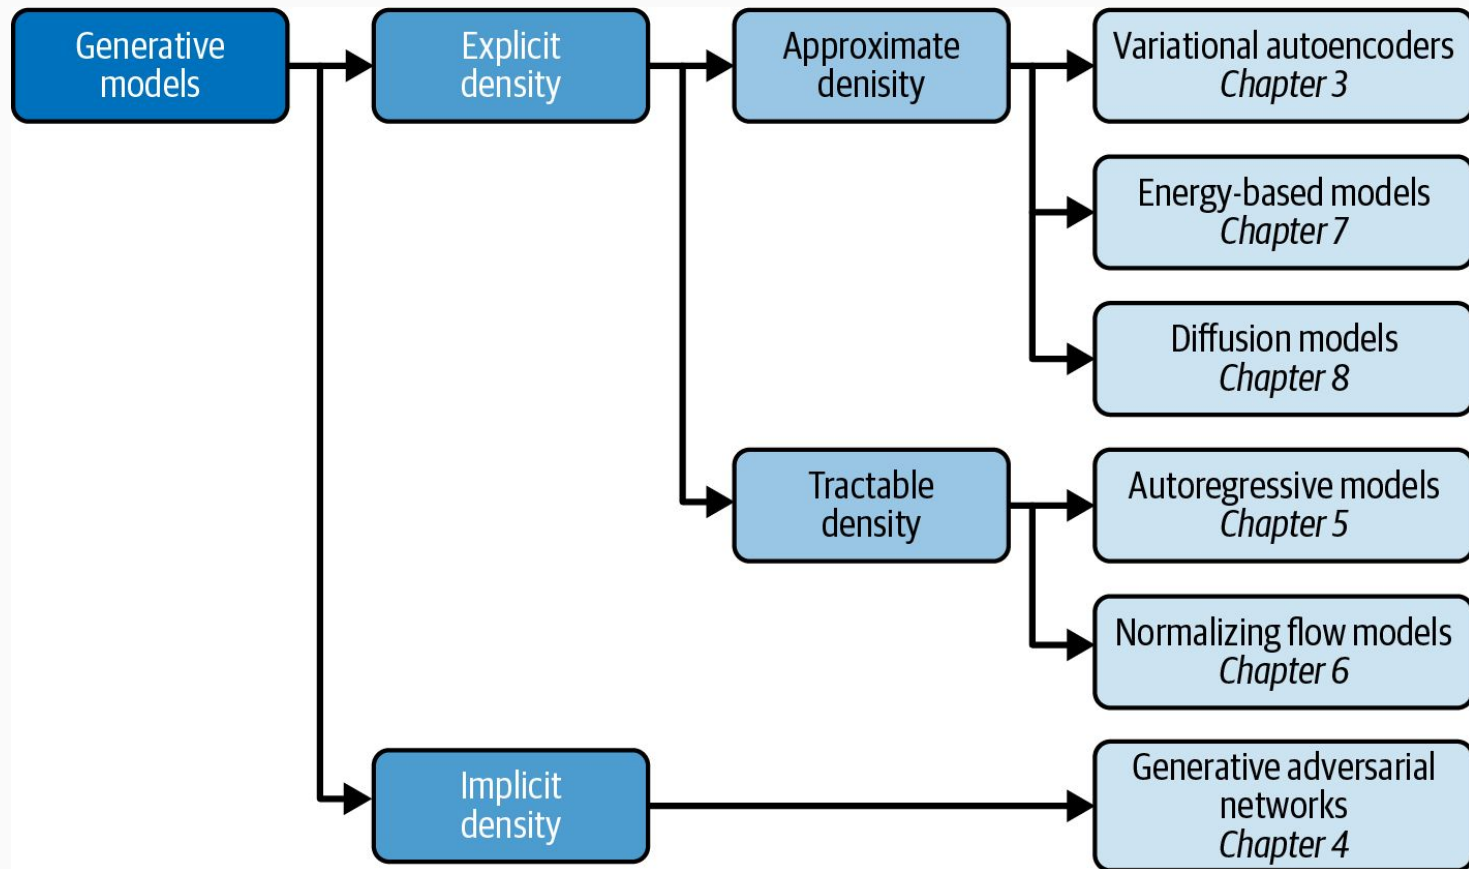 Generative
models
Explicit
density
Approximate
denisity
Variational autoencoders
Chapter 3
Energy-based models
Chapter 7
Diffusion models
Chapter 8
Tractable
density
Autoregressive models
Chapter 5
Normalizing flow models
Chapter 6
Implicit
density
Generative adversarial
networks
Chapter 4